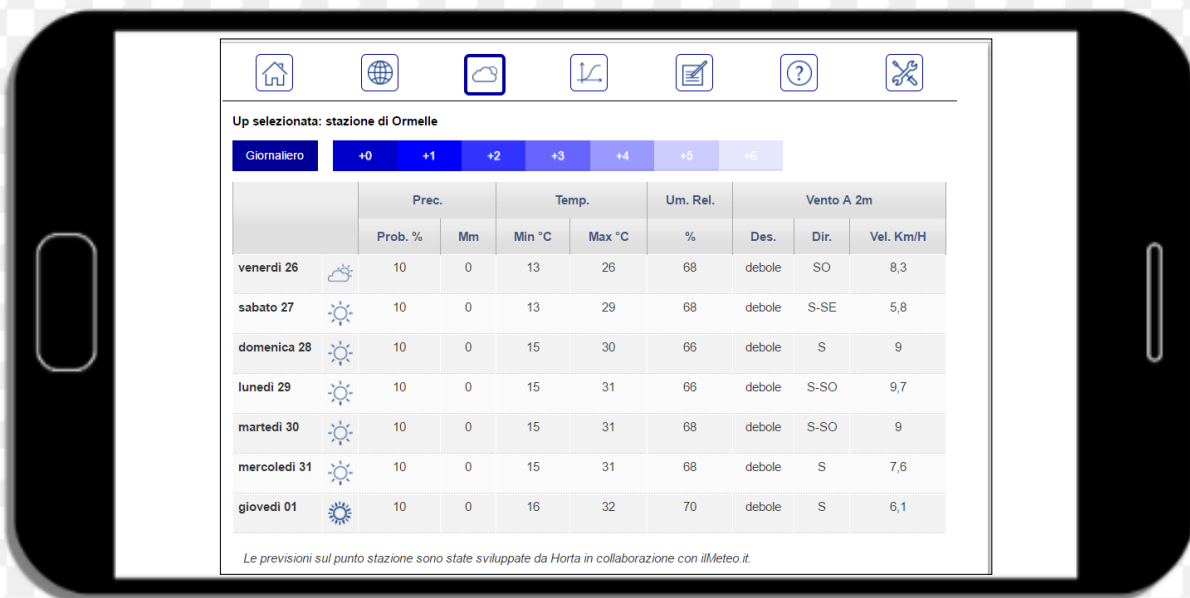 Up selezionata: stazione di Ormelle
Giornaliero +0 +1 +2 +3 +4 +5 +6
Prec. Temp. Um. Rel. Vento A 2m
Prob. % Mm Min °C Max °C % Des. Dir. Vel. Km/H
venerdì 26 10 0 13 26 68 debole SO 8,3
sabato 27 10 0 13 29 68 debole S-SE 5,8
domenica 28 10 0 15 30 66 debole S 9
lunedì 29 10 0 15 31 66 debole S-SO 9,7
martedì 30 10 0 15 31 68 debole S-SO 9
mercoledì 31 10 0 15 31 68 debole S 7,6
giovedì 01 10 0 16 32 70 debole S 6,1
Le previsioni sul punto stazione sono state sviluppate da Horta in collaborazione con ilMeteo.it.